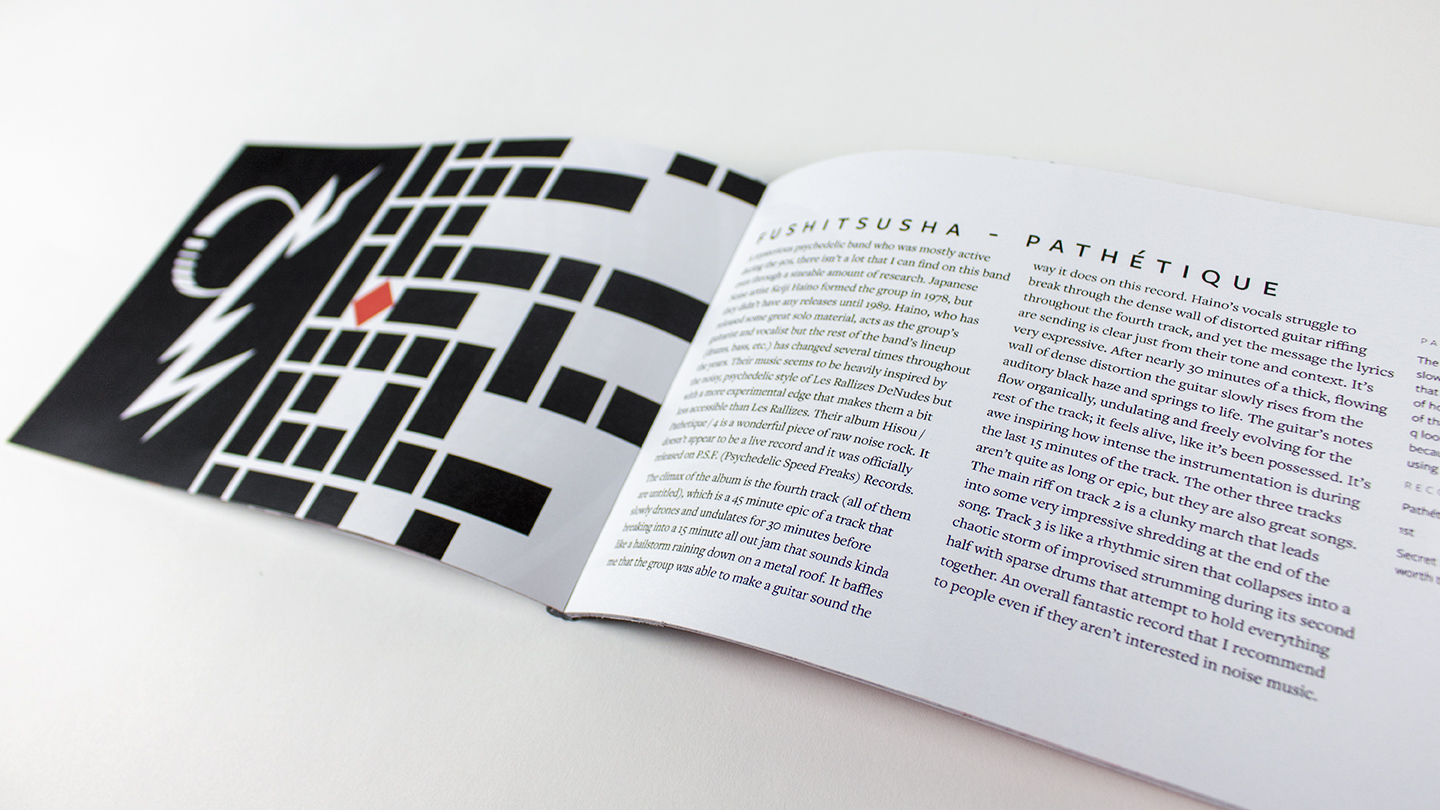 FUSHITSUSHA – PATHÉTIQUE
A mysterious psychedelic band who was mostly active
during the 90s, there isn't a lot that I can find on this band
even through a sizeable amount of research. Japanese
Noise artist Keiji Haino formed the group in 1978, but
they didn't have any releases until 1989. Haino, who has
released some great solo material, acts as the group's
guitarist and vocalist but the rest of the band's lineup
(drums, bass, etc.) has changed several times throughout
the years. Their music seems to be heavily inspired by
the noisy, psychedelic style of Les Rallizes DeNudes but
with a more experimental edge that makes them a bit
less accessible than Les Rallizes. Their album Hisou /
Pathetique / 4 is a wonderful piece of raw noise rock. It
doesn't appear to be a live record and it was officially
released on P.S.F. (Psychedelic Speed Freaks) Records.
The climax of the album is the fourth track (all of them
are untitled), which is a 45 minute epic of a track that
slowly drones and undulates for 30 minutes before
breaking into a 15 minute all out jam that sounds kinda
like a hailstorm raining down on a metal roof. It baffles
me that the group was able to make a guitar sound the
way it does on this record. Haino's vocals struggle to
break through the dense wall of distorted guitar riffing
throughout the fourth track, and yet the message the lyrics
are sending is clear just from their tone and context. It's
very expressive. After nearly 30 minutes of a thick, flowing
wall of dense distortion the guitar slowly rises from the
auditory black haze and springs to life. The guitar's notes
flow organically, undulating and freely evolving for the
rest of the track; it feels alive, like it's been possessed. It's
awe inspiring how intense the instrumentation is during
the last 15 minutes of the track. The other three tracks
aren't quite as long or epic, but they are also great songs.
The main riff on track 2 is a clunky march that leads
into some very impressive shredding at the end of the
song. Track 3 is like a rhythmic siren that collapses into a
chaotic storm of improvised strumming during its second
half with sparse drums that attempt to hold everything
together. An overall fantastic record that I recommend
to people even if they aren't interested in noise music.
PA
The
slow
that
of ho
of th
q loo
becau
using
RECO
Pathét
1st
Secret
worth t